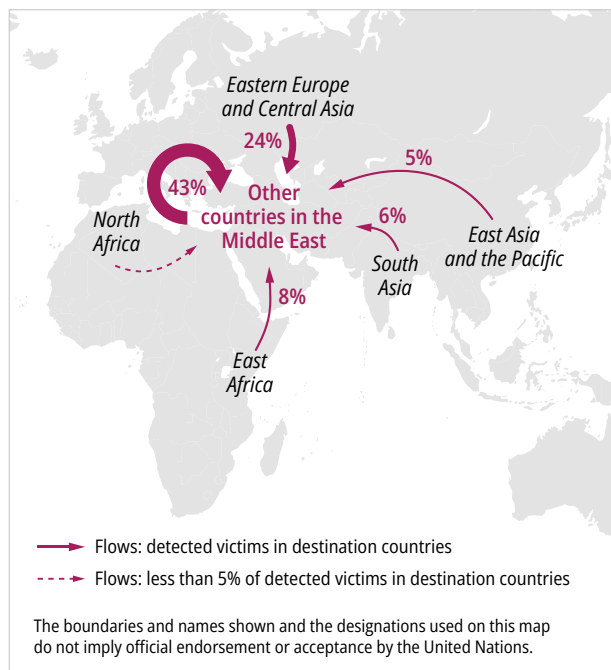 Eastern Europe
and Central Asia
24%
5%
43%
Other
countries in the
Middle East
6%
North
Africa
East Asia
and the Pacific
South
Asia
8%
East
Africa
Flows: detected victims in destination countries
Flows: less than 5% of detected victims in destination countries
The boundaries and names shown and the designations used on this map
do not imply official endorsement or acceptance by the United Nations.